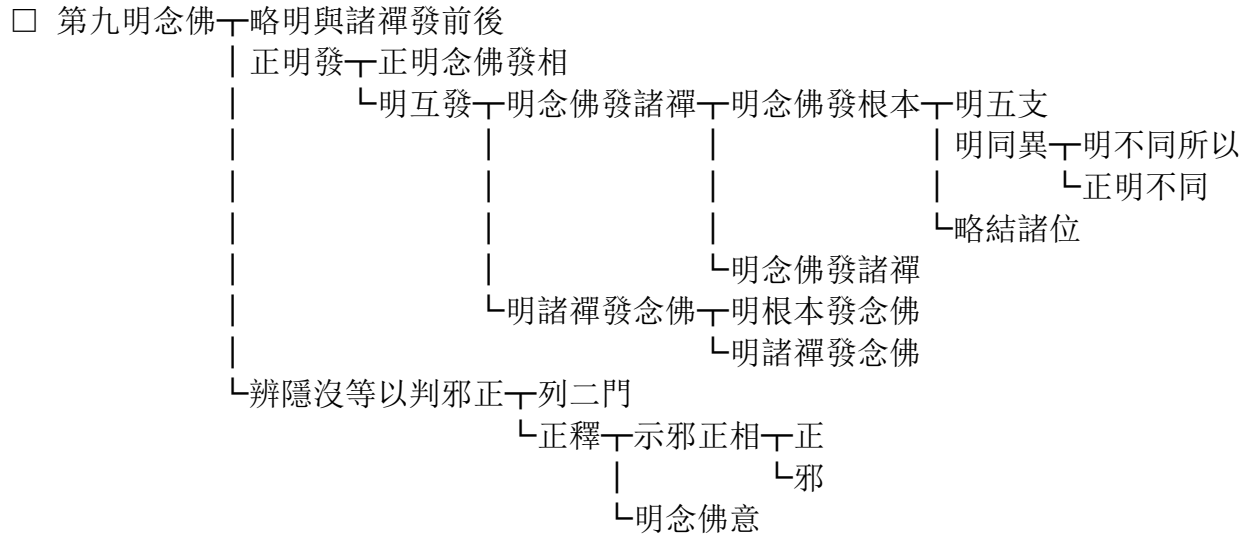 □ 第九明念佛┬略明與諸禪發前後
│正明發┬正明念佛發相
│ └明互發┬明念佛發諸禪┬明念佛發根本┬明五支
│ │ │ │明同異┬明不同所以
│ │ │ │ └正明不同
│ │ │ └略結諸位
│ │ └明念佛發諸禪
│ └明諸禪發念佛┬明根本發念佛
│ └明諸禪發念佛
└辨隱沒等以判邪正┬列二門
└正釋┬示邪正相┬正
│ └邪
└明念佛意